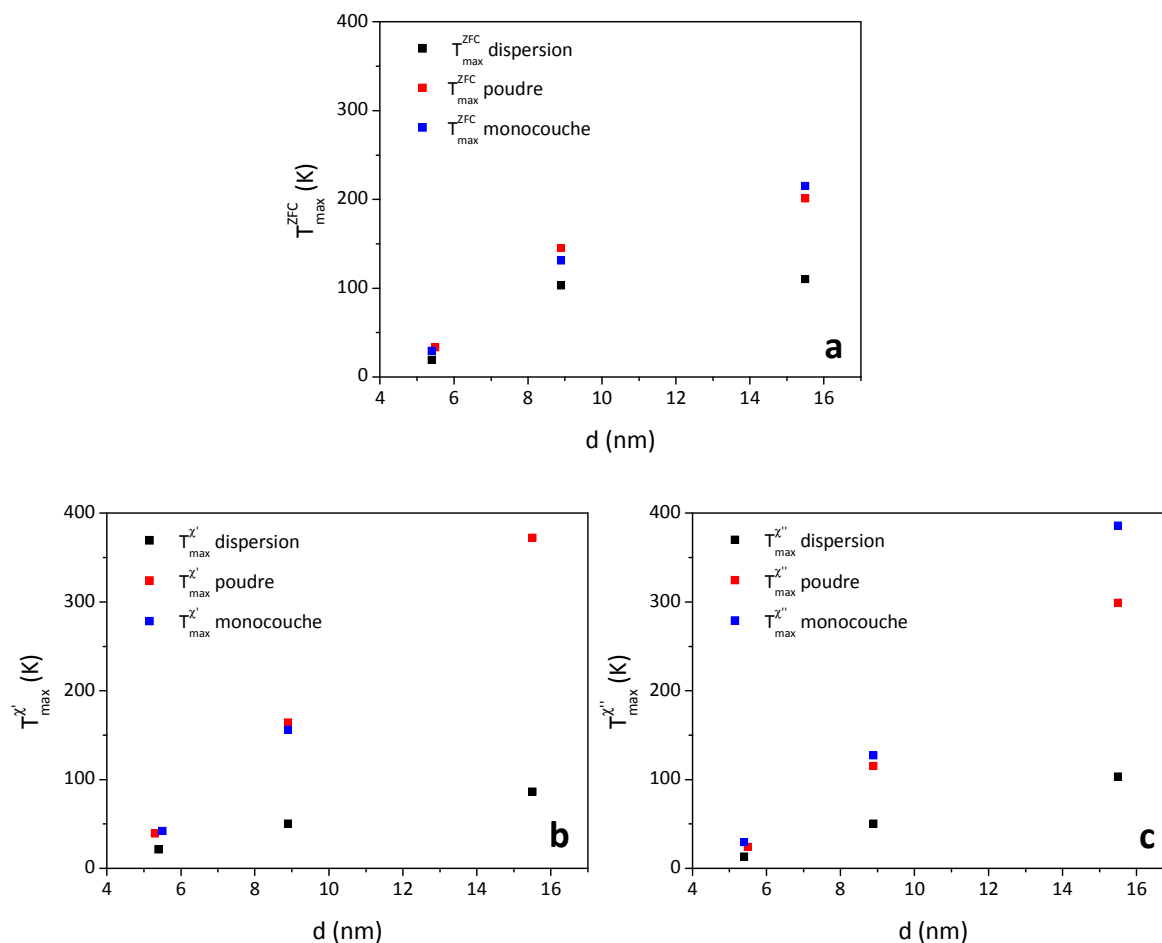 400
300
200
100
0
T_max^ZFC (K)
T_max^ZFC dispersion
T_max^ZFC poudre
T_max^ZFC monocouche
a
4 6 8 10 12 14 16
d (nm)
400
300
200
100
0
T_max^χ' (K)
T_max^χ' dispersion
T_max^χ' poudre
T_max^χ' monocouche
b
4 6 8 10 12 14 16
d (nm)
400
300
200
100
0
T_max^χ'' (K)
T_max^χ'' dispersion
T_max^χ'' poudre
T_max^χ'' monocouche
c
4 6 8 10 12 14 16
d (nm)